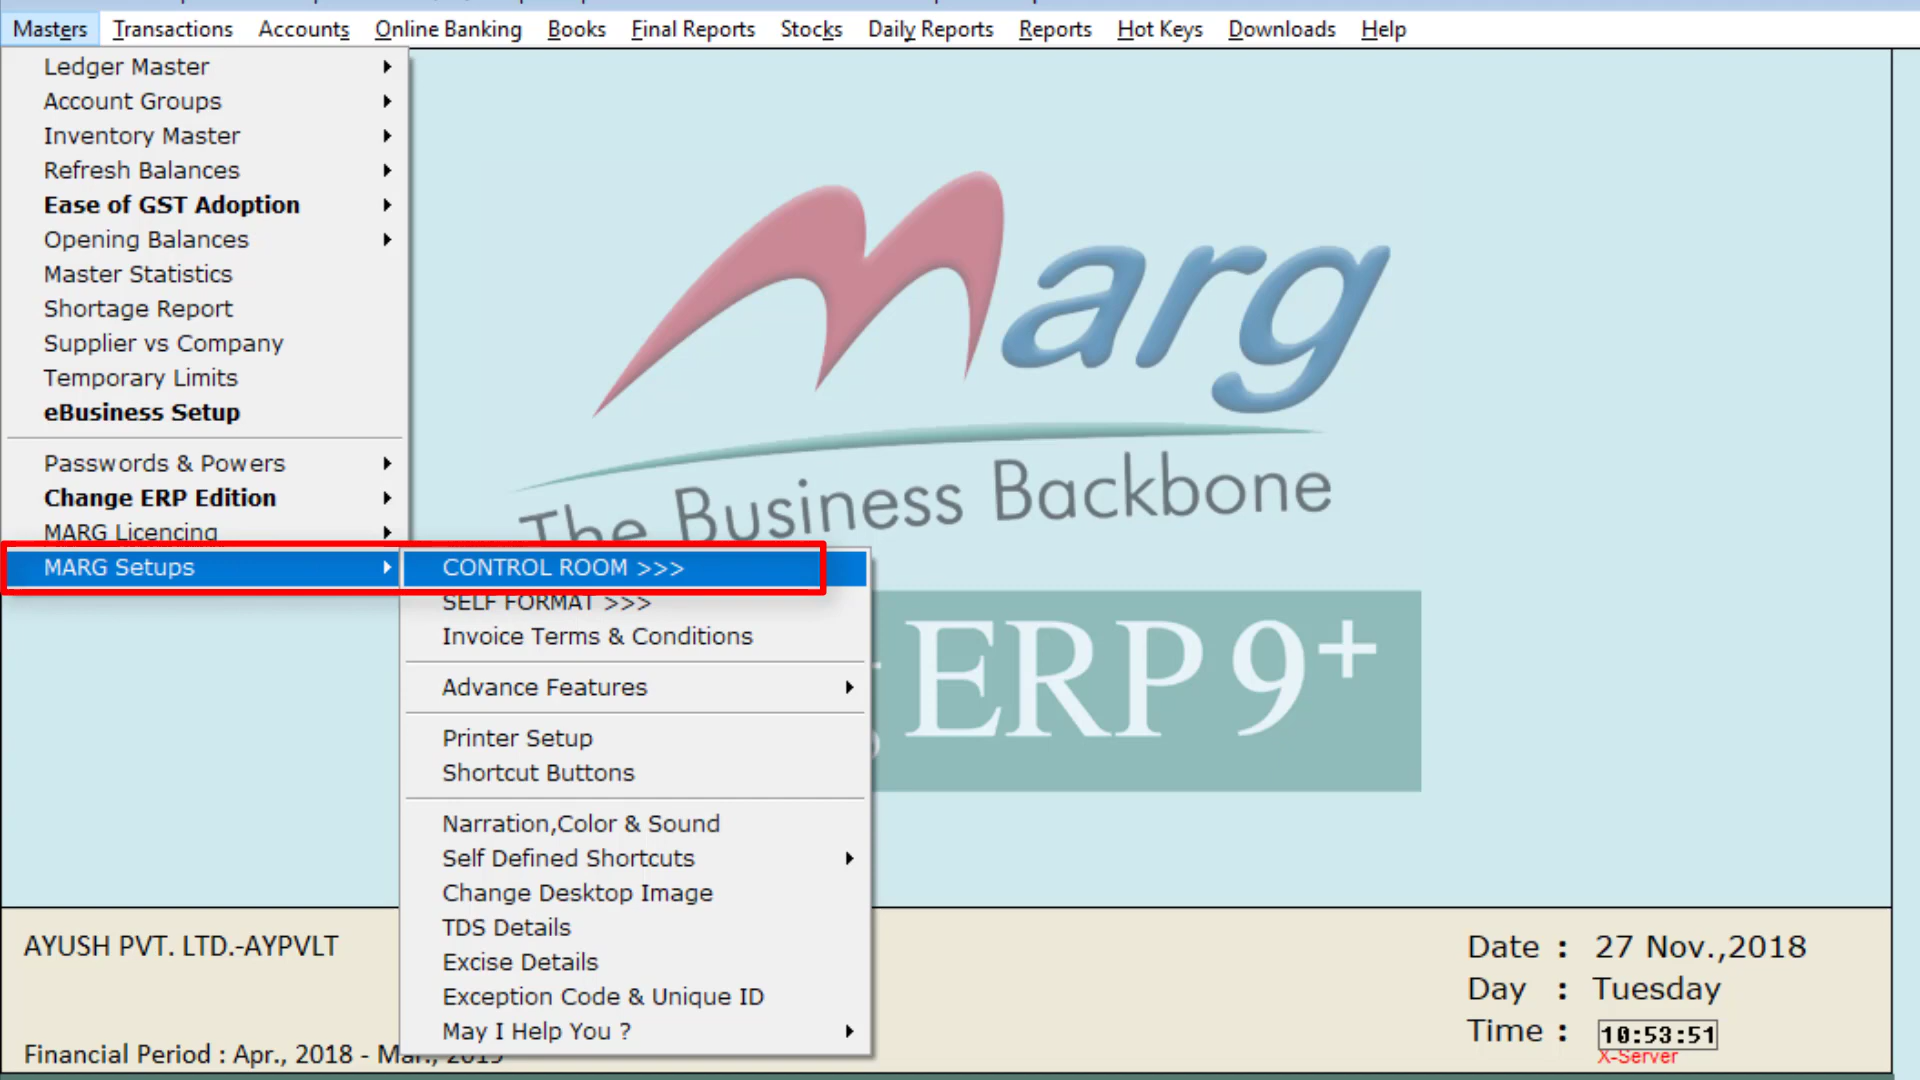 Masters Transactions Accounts Online Banking Books Final Reports Stocks Daily Reports Reports Hot Keys Downloads Help
Ledger Master
Account Groups
Inventory Master
Refresh Balances
Ease of GST Adoption
Opening Balances
Master Statistics
Shortage Report
Supplier vs Company
Temporary Limits
eBusiness Setup
Passwords & Powers
Change ERP Edition
MARG Licencing
MARG Setups
CONTROL ROOM >>>
SELF FORMAT >>>
Invoice Terms & Conditions
Advance Features
Printer Setup
Shortcut Buttons
Narration,Color & Sound
Self Defined Shortcuts
Change Desktop Image
TDS Details
Excise Details
Exception Code & Unique ID
May I Help You ?
Marg
The Business Backbone
ERP 9+
AYUSH PVT. LTD.-AYPVLT
Financial Period : Apr., 2018 - Mar., 2019
Date : 27 Nov.,2018
Day : Tuesday
Time : 10:53:51
X-Server